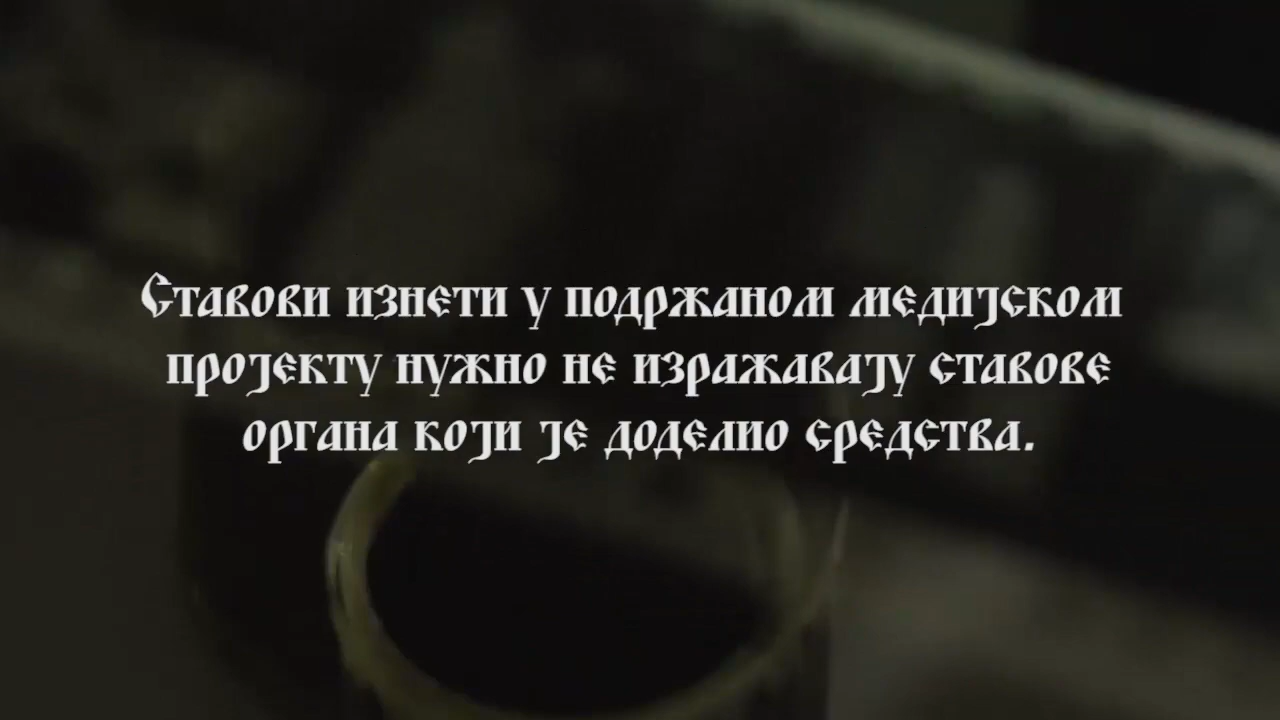 Ставови изнети у подржаном медијском
пројекту нужно не изражавају ставове
органа који је доделио средства.